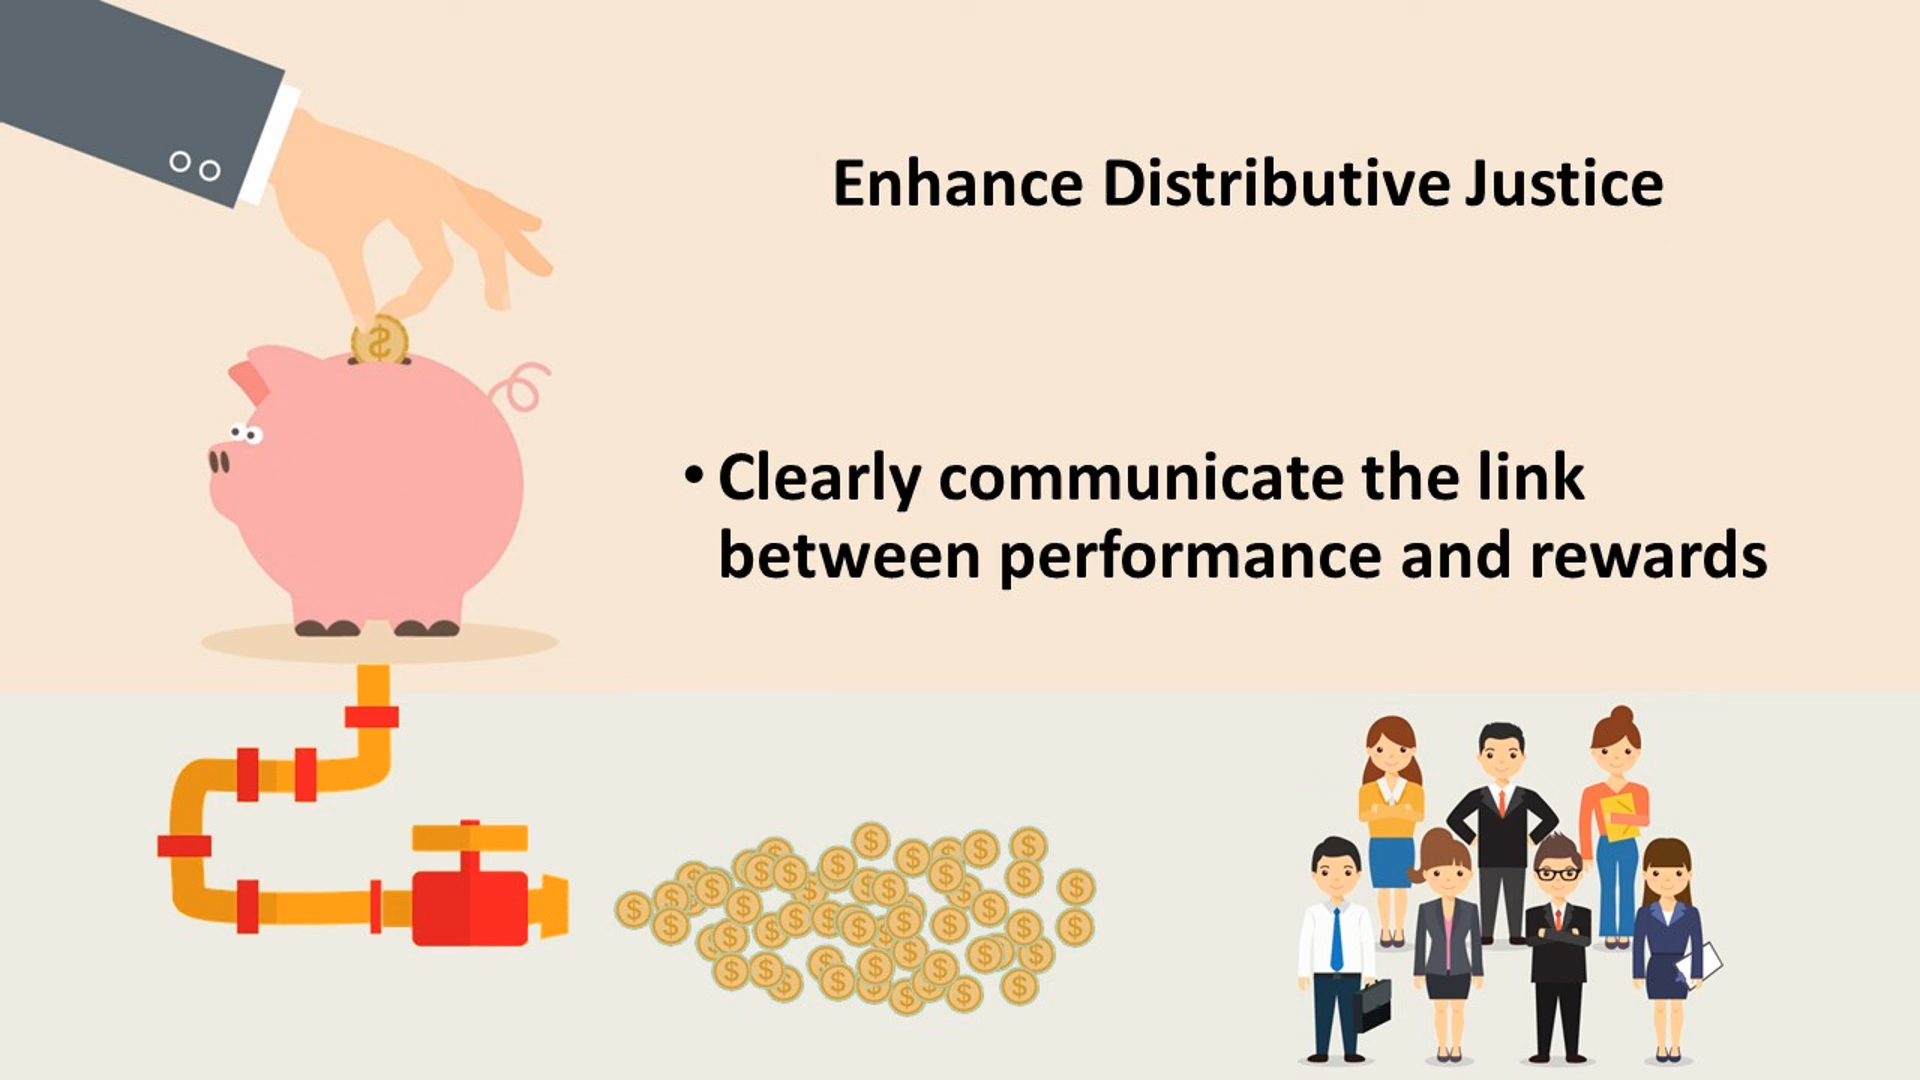 Enhance Distributive Justice
• Clearly communicate the link
between performance and rewards